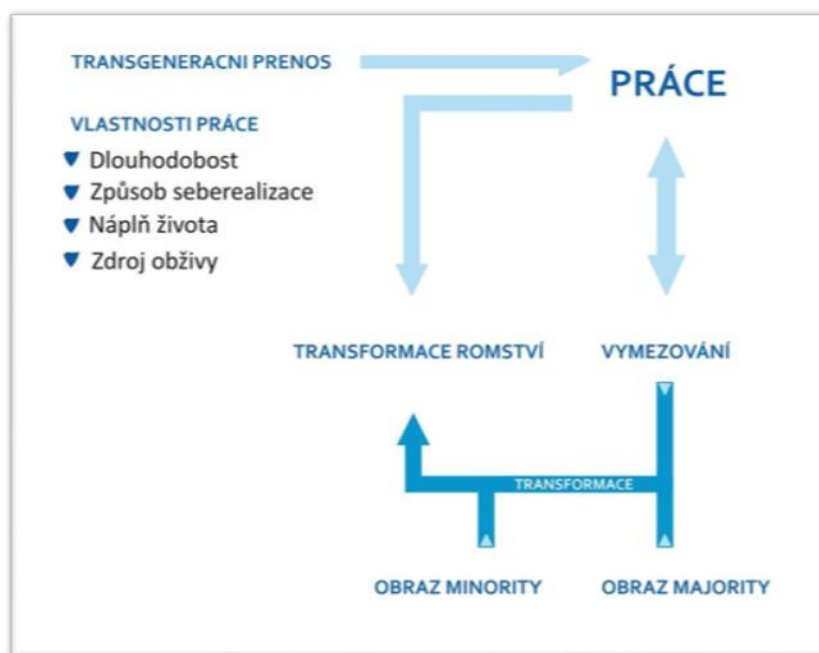 TRANSGENERACNI PRENOS
PRÁCE
VLASTNOSTI PRÁCE
Dlouhodobost
Způsob seberealizace
Náplň života
Zdroj obživy
TRANSFORMACE ROMSTVÍ
VYMEZOVÁNÍ
TRANSFORMACE
OBRAZ MINORITY
OBRAZ MAJORITY